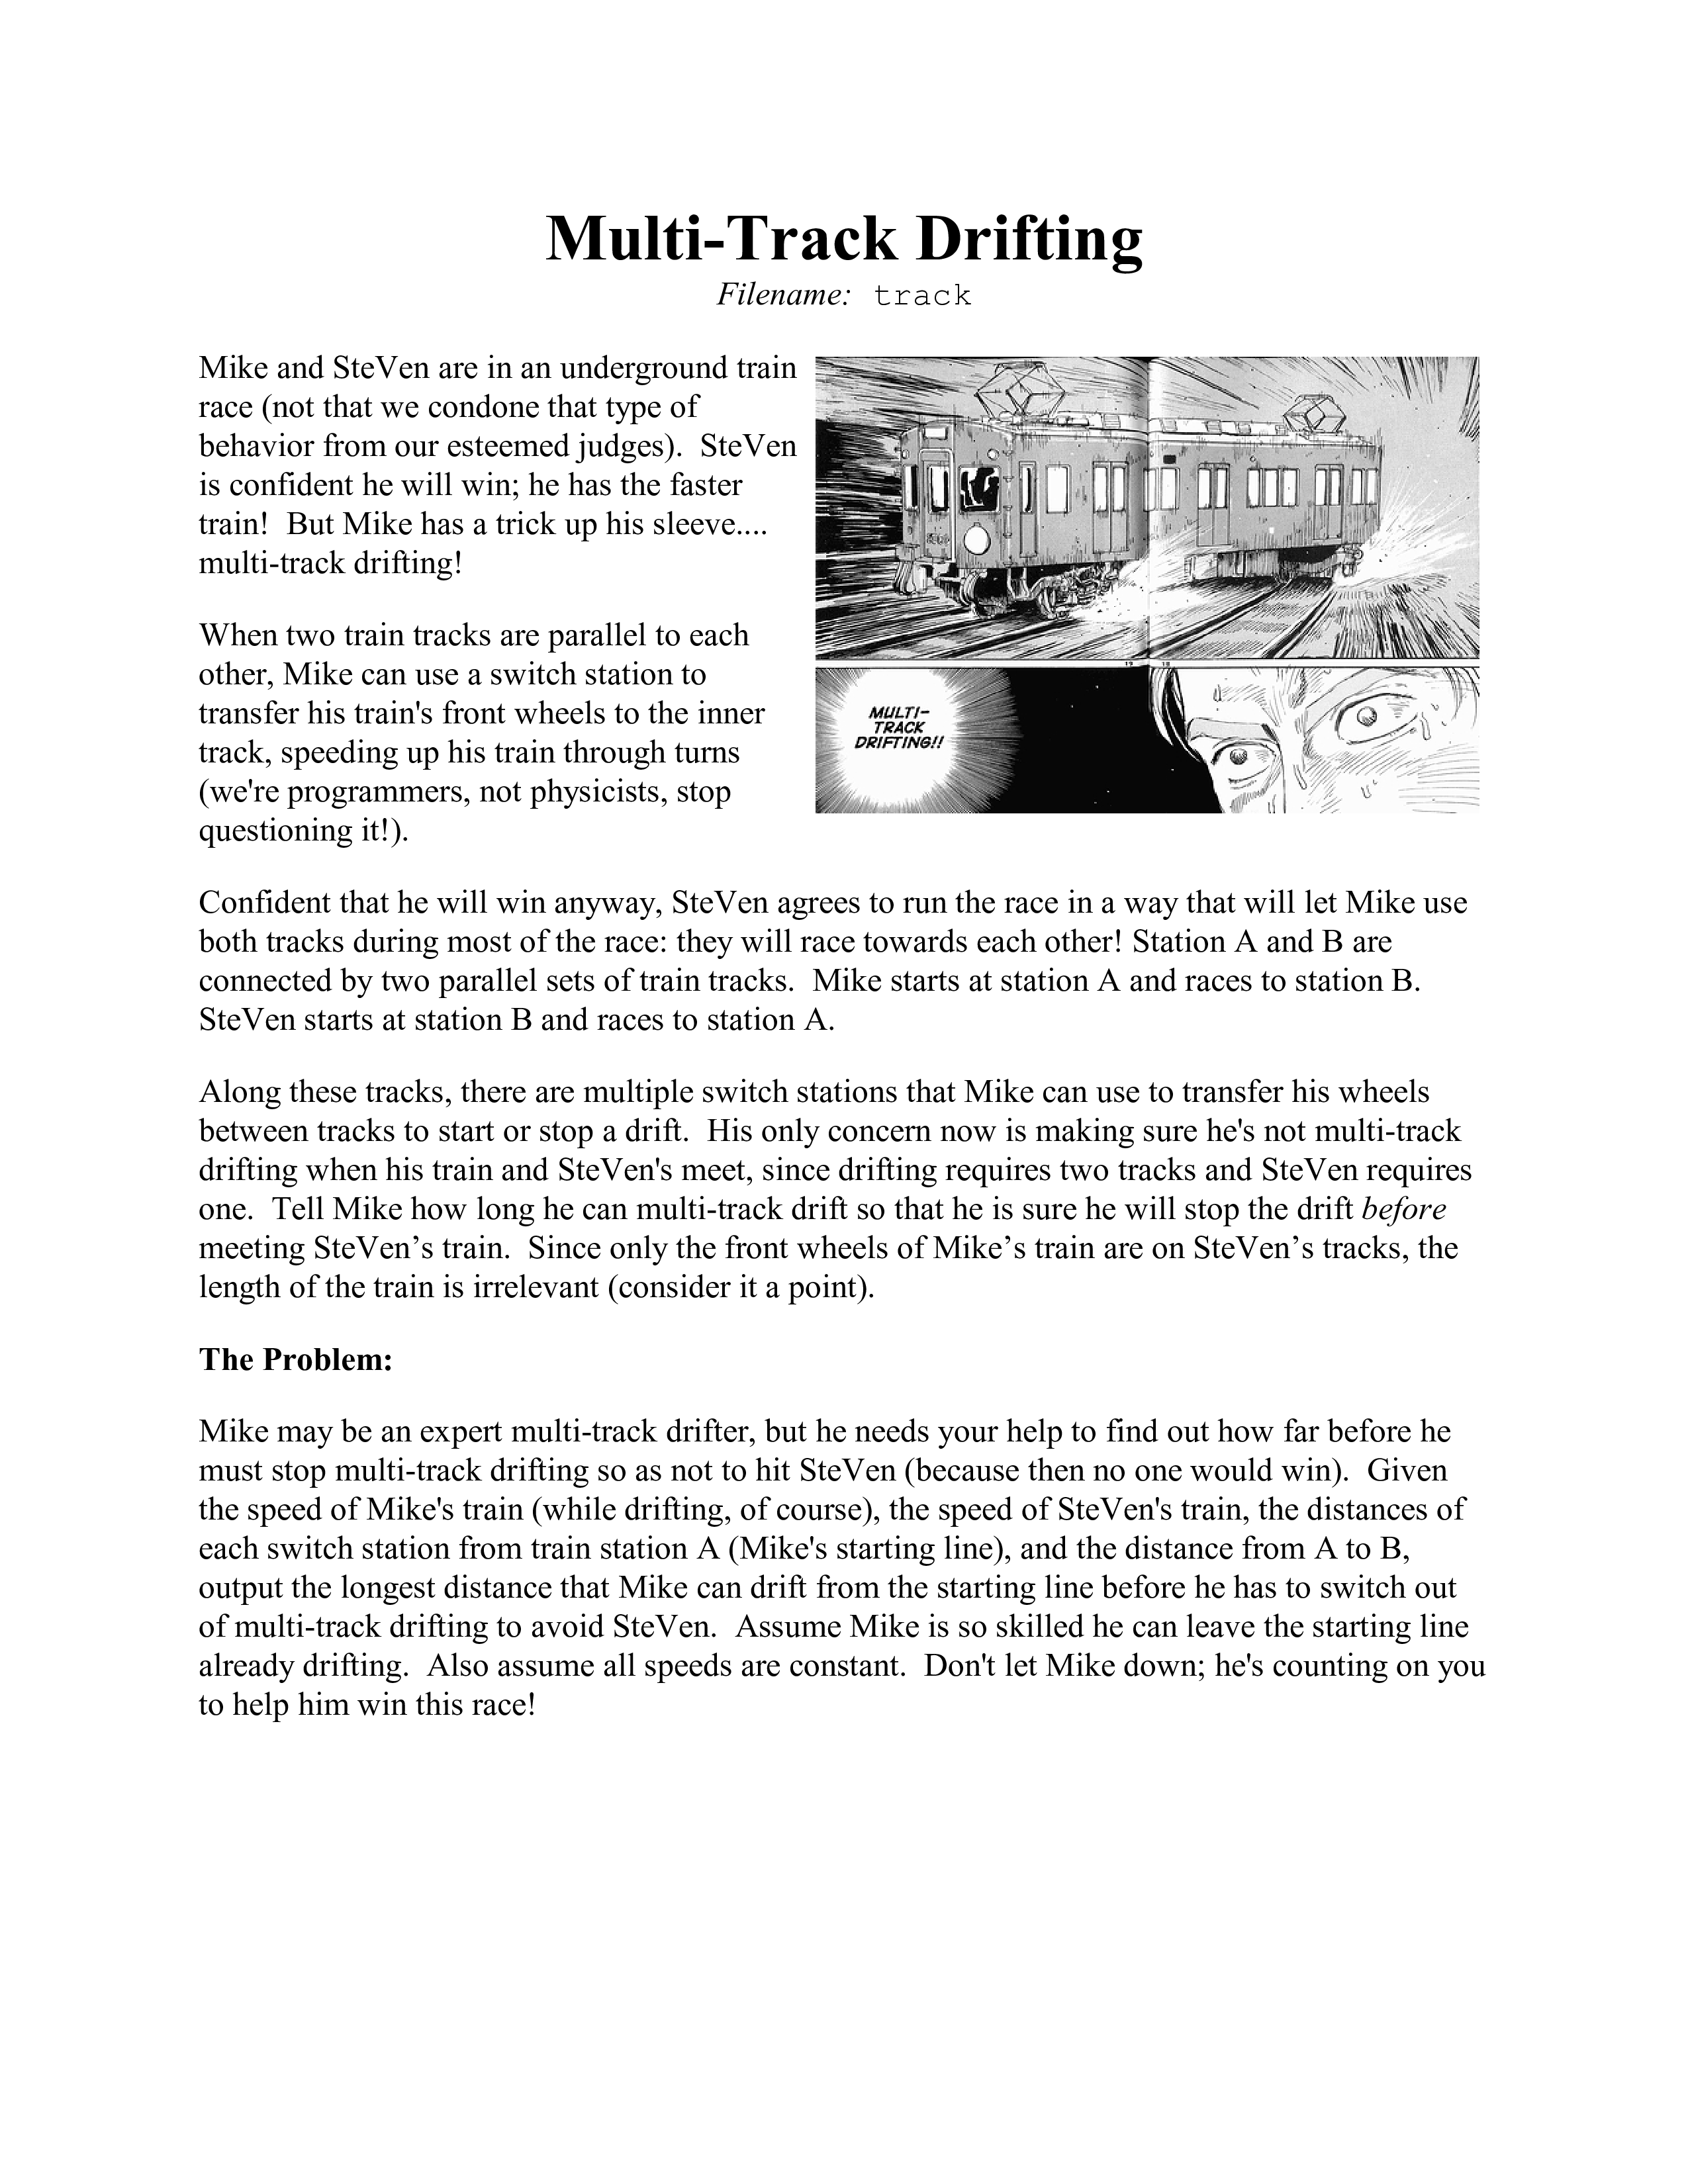 Multi-Track Drifting
Filename: track
Mike and SteVen are in an underground train
race (not that we condone that type of
behavior from our esteemed judges).  SteVen
is confident he will win; he has the faster
train!  But Mike has a trick up his sleeve....
multi-track drifting!
When two train tracks are parallel to each
other, Mike can use a switch station to
transfer his train's front wheels to the inner
track, speeding up his train through turns
(we're programmers, not physicists, stop
questioning it!).
19 18
MULTI-
TRACK
DRIFTING!!
Confident that he will win anyway, SteVen agrees to run the race in a way that will let Mike use
both tracks during most of the race: they will race towards each other! Station A and B are
connected by two parallel sets of train tracks.  Mike starts at station A and races to station B.
SteVen starts at station B and races to station A.
Along these tracks, there are multiple switch stations that Mike can use to transfer his wheels
between tracks to start or stop a drift.  His only concern now is making sure he's not multi-track
drifting when his train and SteVen's meet, since drifting requires two tracks and SteVen requires
one.  Tell Mike how long he can multi-track drift so that he is sure he will stop the drift before
meeting SteVen’s train.  Since only the front wheels of Mike’s train are on SteVen’s tracks, the
length of the train is irrelevant (consider it a point).
The Problem:
Mike may be an expert multi-track drifter, but he needs your help to find out how far before he
must stop multi-track drifting so as not to hit SteVen (because then no one would win).  Given
the speed of Mike's train (while drifting, of course), the speed of SteVen's train, the distances of
each switch station from train station A (Mike's starting line), and the distance from A to B,
output the longest distance that Mike can drift from the starting line before he has to switch out
of multi-track drifting to avoid SteVen.  Assume Mike is so skilled he can leave the starting line
already drifting.  Also assume all speeds are constant.  Don't let Mike down; he's counting on you
to help him win this race!